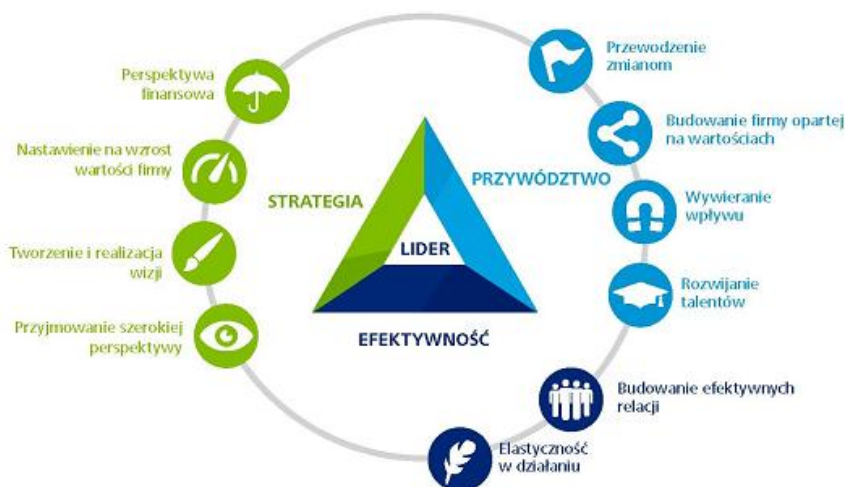 Perspektywa
finansowa
Nastawienie na wzrost
wartości firmy
Tworzenie i realizacja
wizji
Przyjmowanie szerokiej
perspektywy
STRATEGIA
PRZYWÓDZTWO
LIDER
EFEKTYWNOŚĆ
Przewodzenie
zmianom
Budowanie firmy opartej
na wartościach
Wywieranie
wpływu
Rozwijanie
talentów
Budowanie efektywnych
relacji
Elastyczność
w działaniu